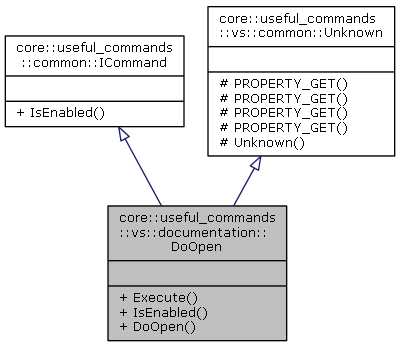 core::useful_commands
::common::ICommand
+ IsEnabled()
core::useful_commands
::vs::common::Unknown
# PROPERTY_GET()
# PROPERTY_GET()
# PROPERTY_GET()
# PROPERTY_GET()
# Unknown()
core::useful_commands
::vs::documentation::
DoOpen
+ Execute()
+ IsEnabled()
+ DoOpen()